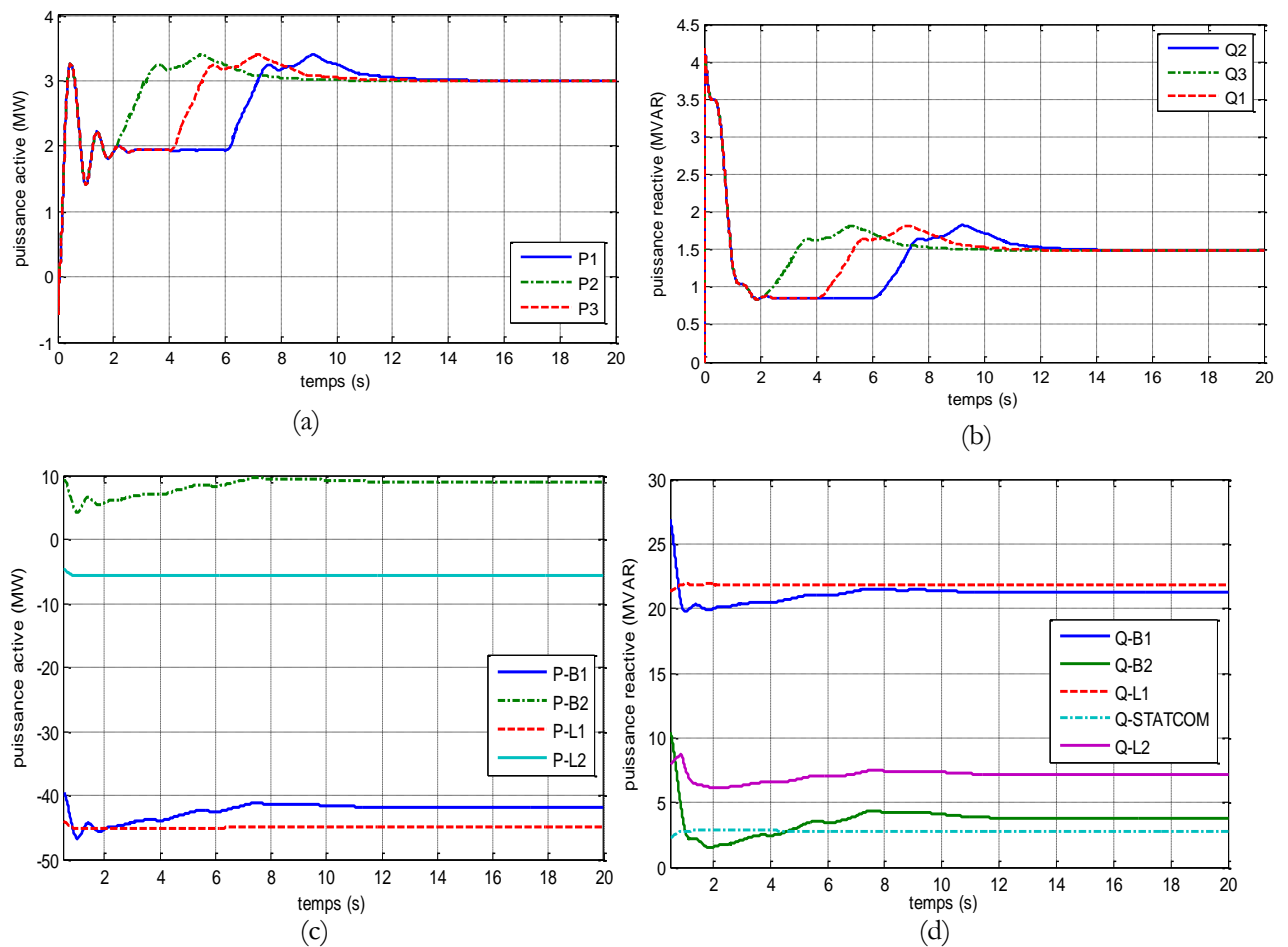 4
3
2
1
0
-1
0
2
4
6
8
10
12
14
16
18
20
puissance active (MW)
temps (s)
P1
P2
P3
(a)
4.5
4
3.5
3
2.5
2
1.5
1
0.5
0
0
2
4
6
8
10
12
14
16
18
20
puissance reactive (MVAR)
temps (s)
Q2
Q3
Q1
(b)
10
0
-10
-20
-30
-40
-50
2
4
6
8
10
12
14
16
18
20
puissance active (MW)
temps (s)
P-B1
P-B2
P-L1
P-L2
(c)
30
25
20
15
10
5
0
2
4
6
8
10
12
14
16
18
20
puissance reactive (MVAR)
temps (s)
Q-B1
Q-B2
Q-L1
Q-STATCOM
Q-L2
(d)